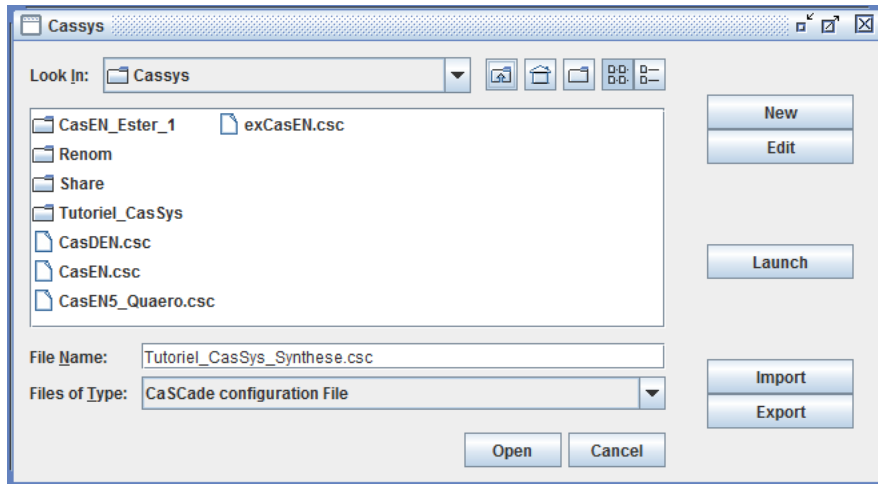 Cassys
Look In: Cassys
CasEN_Ester_1 exCasEN.csc
Renom
Share
Tutoriel_CasSys
CasDEN.csc
CasEN.csc
CasEN5_Quaero.csc
File Name: Tutoriel_CasSys_Synthese.csc
Files of Type: CaSCade configuration File
Open Cancel
New
Edit
Launch
Import
Export